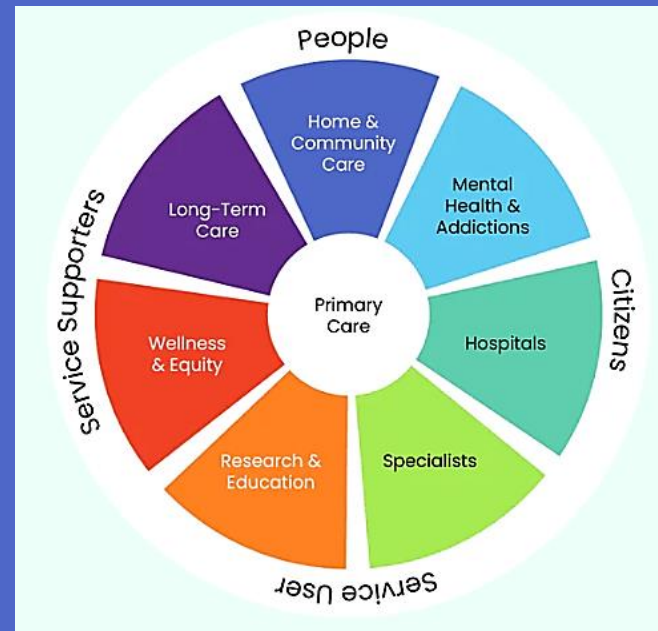 People
Home &
Community
Care
Mental
Health &
Addictions
Citizens
Hospitals
Specialists
Service User
Research &
Education
Wellness
& Equity
Service Supporters
Long-Term
Care
Primary
Care